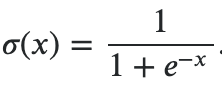 σ(x) = 1 / (1 + e^{-x}).